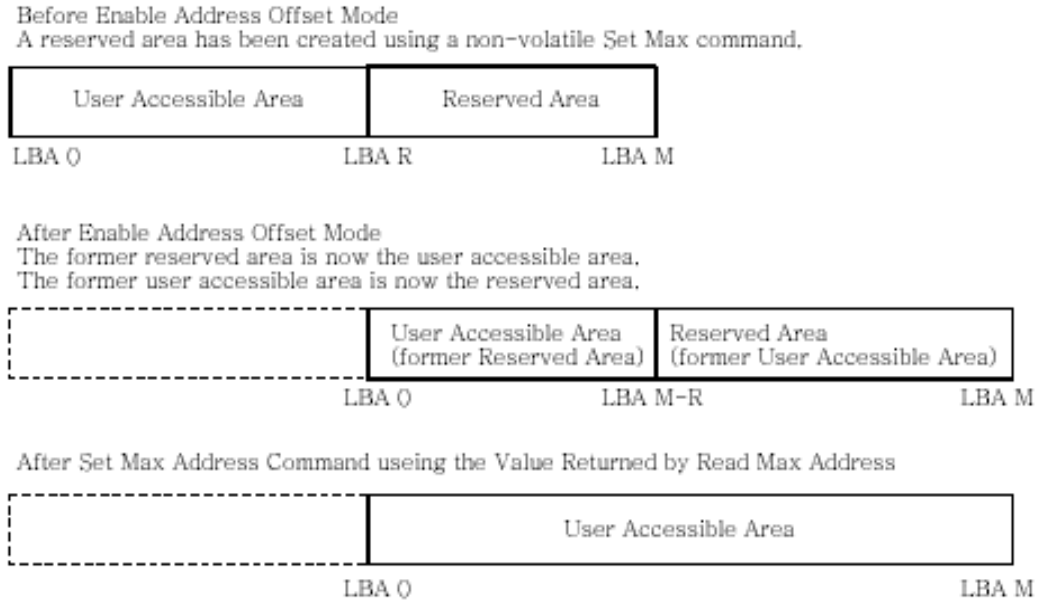 Before Enable Address Offset Mode
A reserved area has been created using a non-volatile Set Max command.
User Accessible Area
Reserved Area
LBA 0
LBA R
LBA M
After Enable Address Offset Mode
The former reserved area is now the user accessible area.
The former user accessible area is now the reserved area.
User Accessible Area
(former Reserved Area)
Reserved Area
(former User Accessible Area)
LBA 0
LBA M-R
LBA M
After Set Max Address Command useing the Value Returned by Read Max Address
User Accessible Area
LBA 0
LBA M